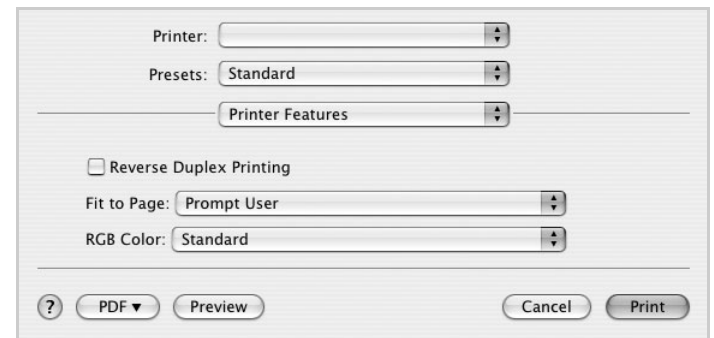 Printer:
Presets: Standard
Printer Features
Reverse Duplex Printing
Fit to Page: Prompt User
RGB Color: Standard
? PDF ▼ Preview Cancel Print